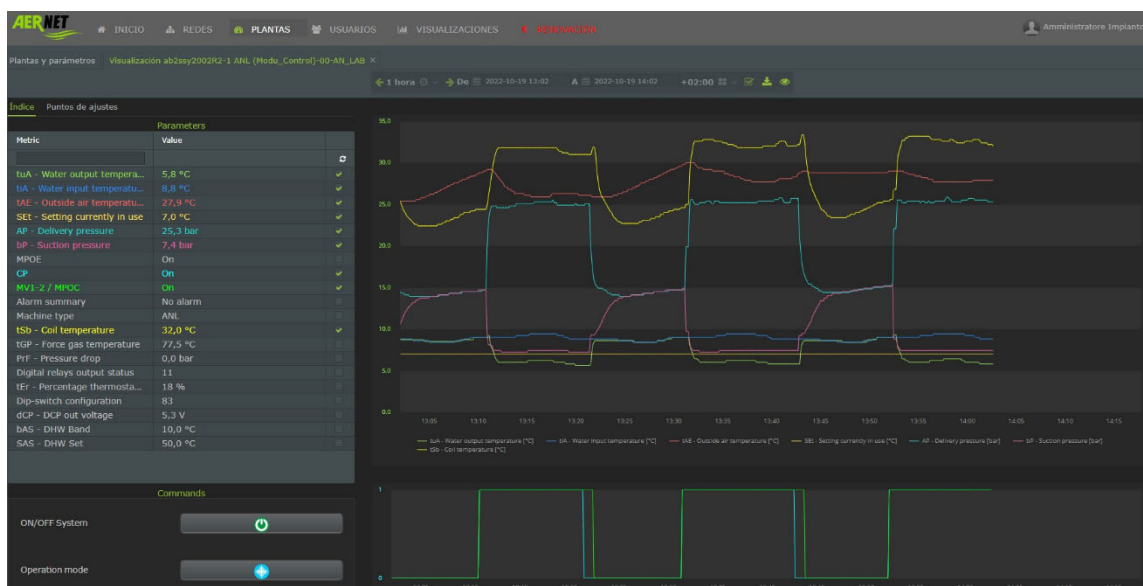 AERNET
INICIO
REDES
PLANTAS
USUARIOS
VISUALIZACIONES
Amministratore Impianto
Plantas y parámetros
Visualización ab2ssy2002R2-1 ANL (Modu_Control)-00-AN_LAB ×
1 hora
De 2022-10-19 13:02
A 2022-10-19 14:02
+02:00
Índice Puntos de ajustes
Parameters
Metric Value
tuA - Water output tempera... 5,8 °C
tiA - Water input temperatu... 8,8 °C
tAE - Outside air temperatu... 27,9 °C
SEt - Setting currently in use 7,0 °C
AP - Delivery pressure 25,3 bar
bP - Suction pressure 7,4 bar
MPOE On
CP On
MV1-2 / MPOC On
Alarm summary No alarm
Machine type ANL
tSb - Coil temperature 32,0 °C
tGP - Force gas temperature 77,5 °C
PrF - Pressure drop 0,0 bar
Digital relays output status 11
tEr - Percentage thermosta... 18 %
Dip-switch configuration 83
dCP - DCP out voltage 5,3 V
bAS - DHW Band 10,0 °C
SAS - DHW Set 50,0 °C
35,0
30,0
25,0
20,0
15,0
10,0
5,0
0,0
13:05 13:10 13:15 13:20 13:25 13:30 13:35 13:40 13:45 13:50 13:55 14:00 14:05 14:10 14:15
tuA - Water output temperature [°C] tiA - Water input temperature [°C] tAE - Outside air temperature [°C] SEt - Setting currently in use [°C] AP - Delivery pressure [bar] bP - Suction pressure [bar]
tSb - Coil temperature [°C]
Commands
ON/OFF System
Operation mode
1
0